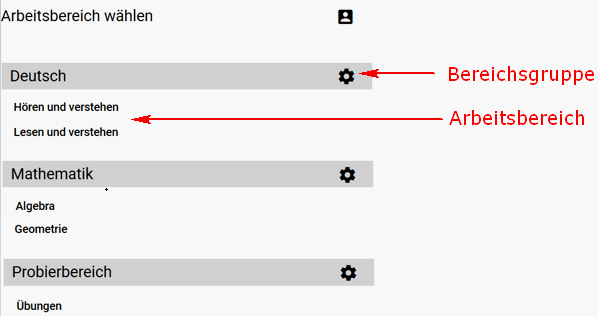 Arbeitsbereich wählen
Deutsch
Bereichsgruppe
Hören und verstehen
Arbeitsbereich
Lesen und verstehen
Mathematik
Algebra
Geometrie
Probierbereich
Übungen